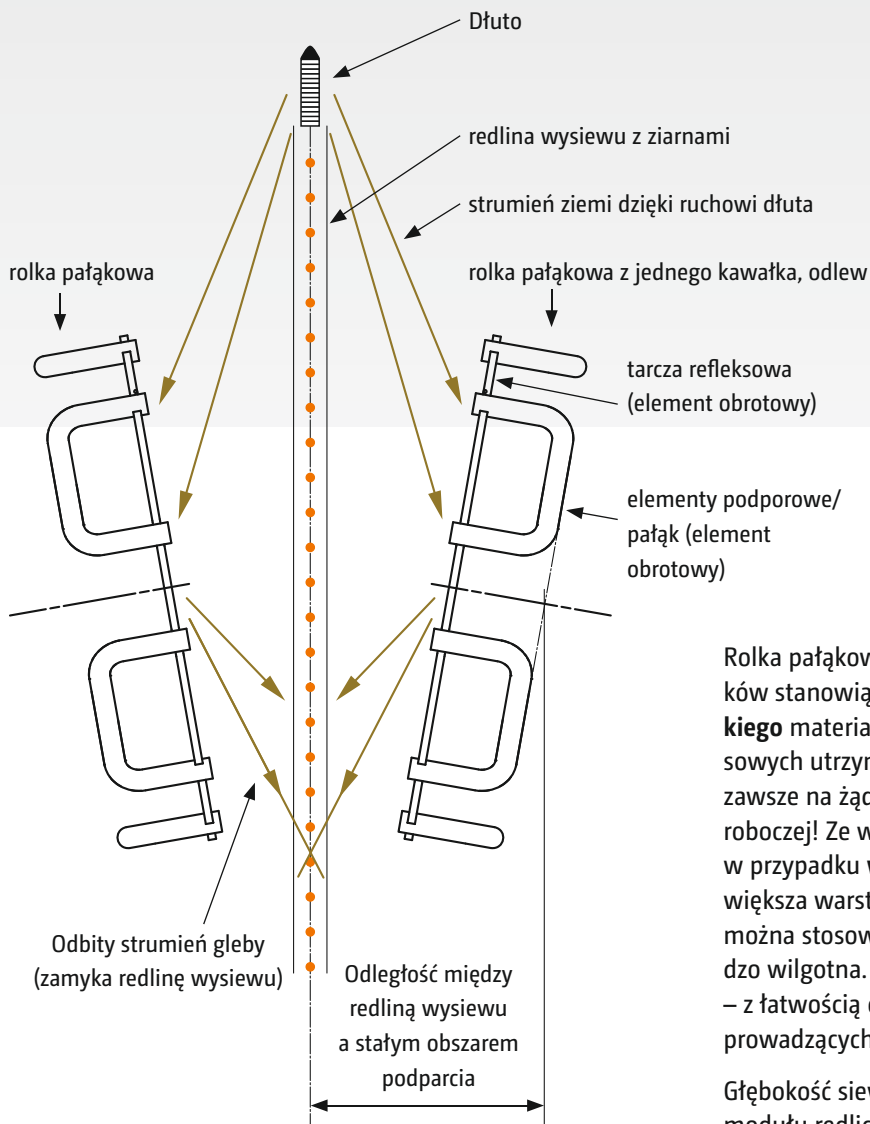 Dłuto
redlina wysiewu z ziarnami
strumień ziemi dzięki ruchowi dłuta
rolka pałąkowa
rolka pałąkowa z jednego kawałka, odlew
tarcza refleksowa
(element obrotowy)
elementy podporowe/
pałąk (element
obrotowy)
Odbity strumień gleby
(zamyka redlinę wysiewu)
Odległość między
redliną wysiewu
a stałym obszarem
podparcia
Rolka pałąkow
ków stanowią
kiego materia
sowych utrzyn
zawsze na żąd
roboczej! Ze w
w przypadku w
większa warst
można stosow
dzo wilgotna.
– z łatwością
prowadzących
Głębokość siew